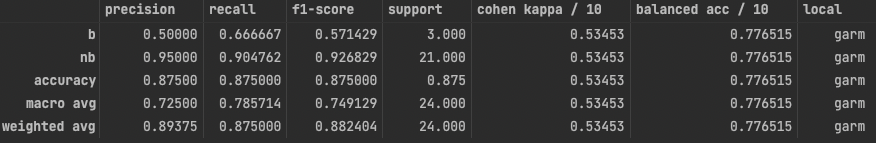 precision recall f1-score support cohen kappa / 10 balanced acc / 10 local
b 0.50000 0.666667 0.571429 3.000 0.53453 0.776515 garm
nb 0.95000 0.904762 0.926829 21.000 0.53453 0.776515 garm
accuracy 0.87500 0.875000 0.875000 0.875 0.53453 0.776515 garm
macro avg 0.72500 0.785714 0.749129 24.000 0.53453 0.776515 garm
weighted avg 0.89375 0.875000 0.882404 24.000 0.53453 0.776515 garm